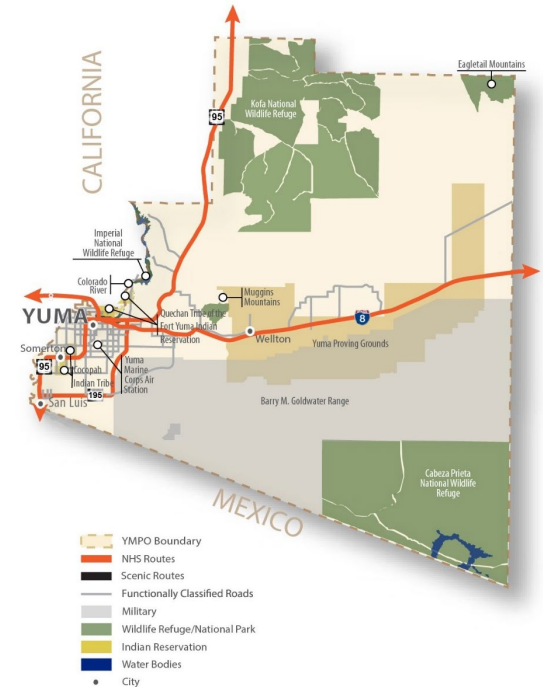 CALIFORNIA
Eagletail Mountains
95
Kofa National
Wildlife Refuge
Imperial
National
Wildlife Refuge
Colorado
River
Muggins
Mountains
YUMA
Quechan Tribe of the
Fort Yuma Indian
Reservation
8
Wellton
Yuma Proving Grounds
Somerton
95
Cocopah
Indian Tribe
Yuma
Marine
Corps Air
Station
195
San Luis
Barry M. Goldwater Range
Cabeza Prieta
National Wildlife
Refuge
MEXICO
YMPO Boundary
NHS Routes
Scenic Routes
Functionally Classified Roads
Military
Wildlife Refuge/National Park
Indian Reservation
Water Bodies
City